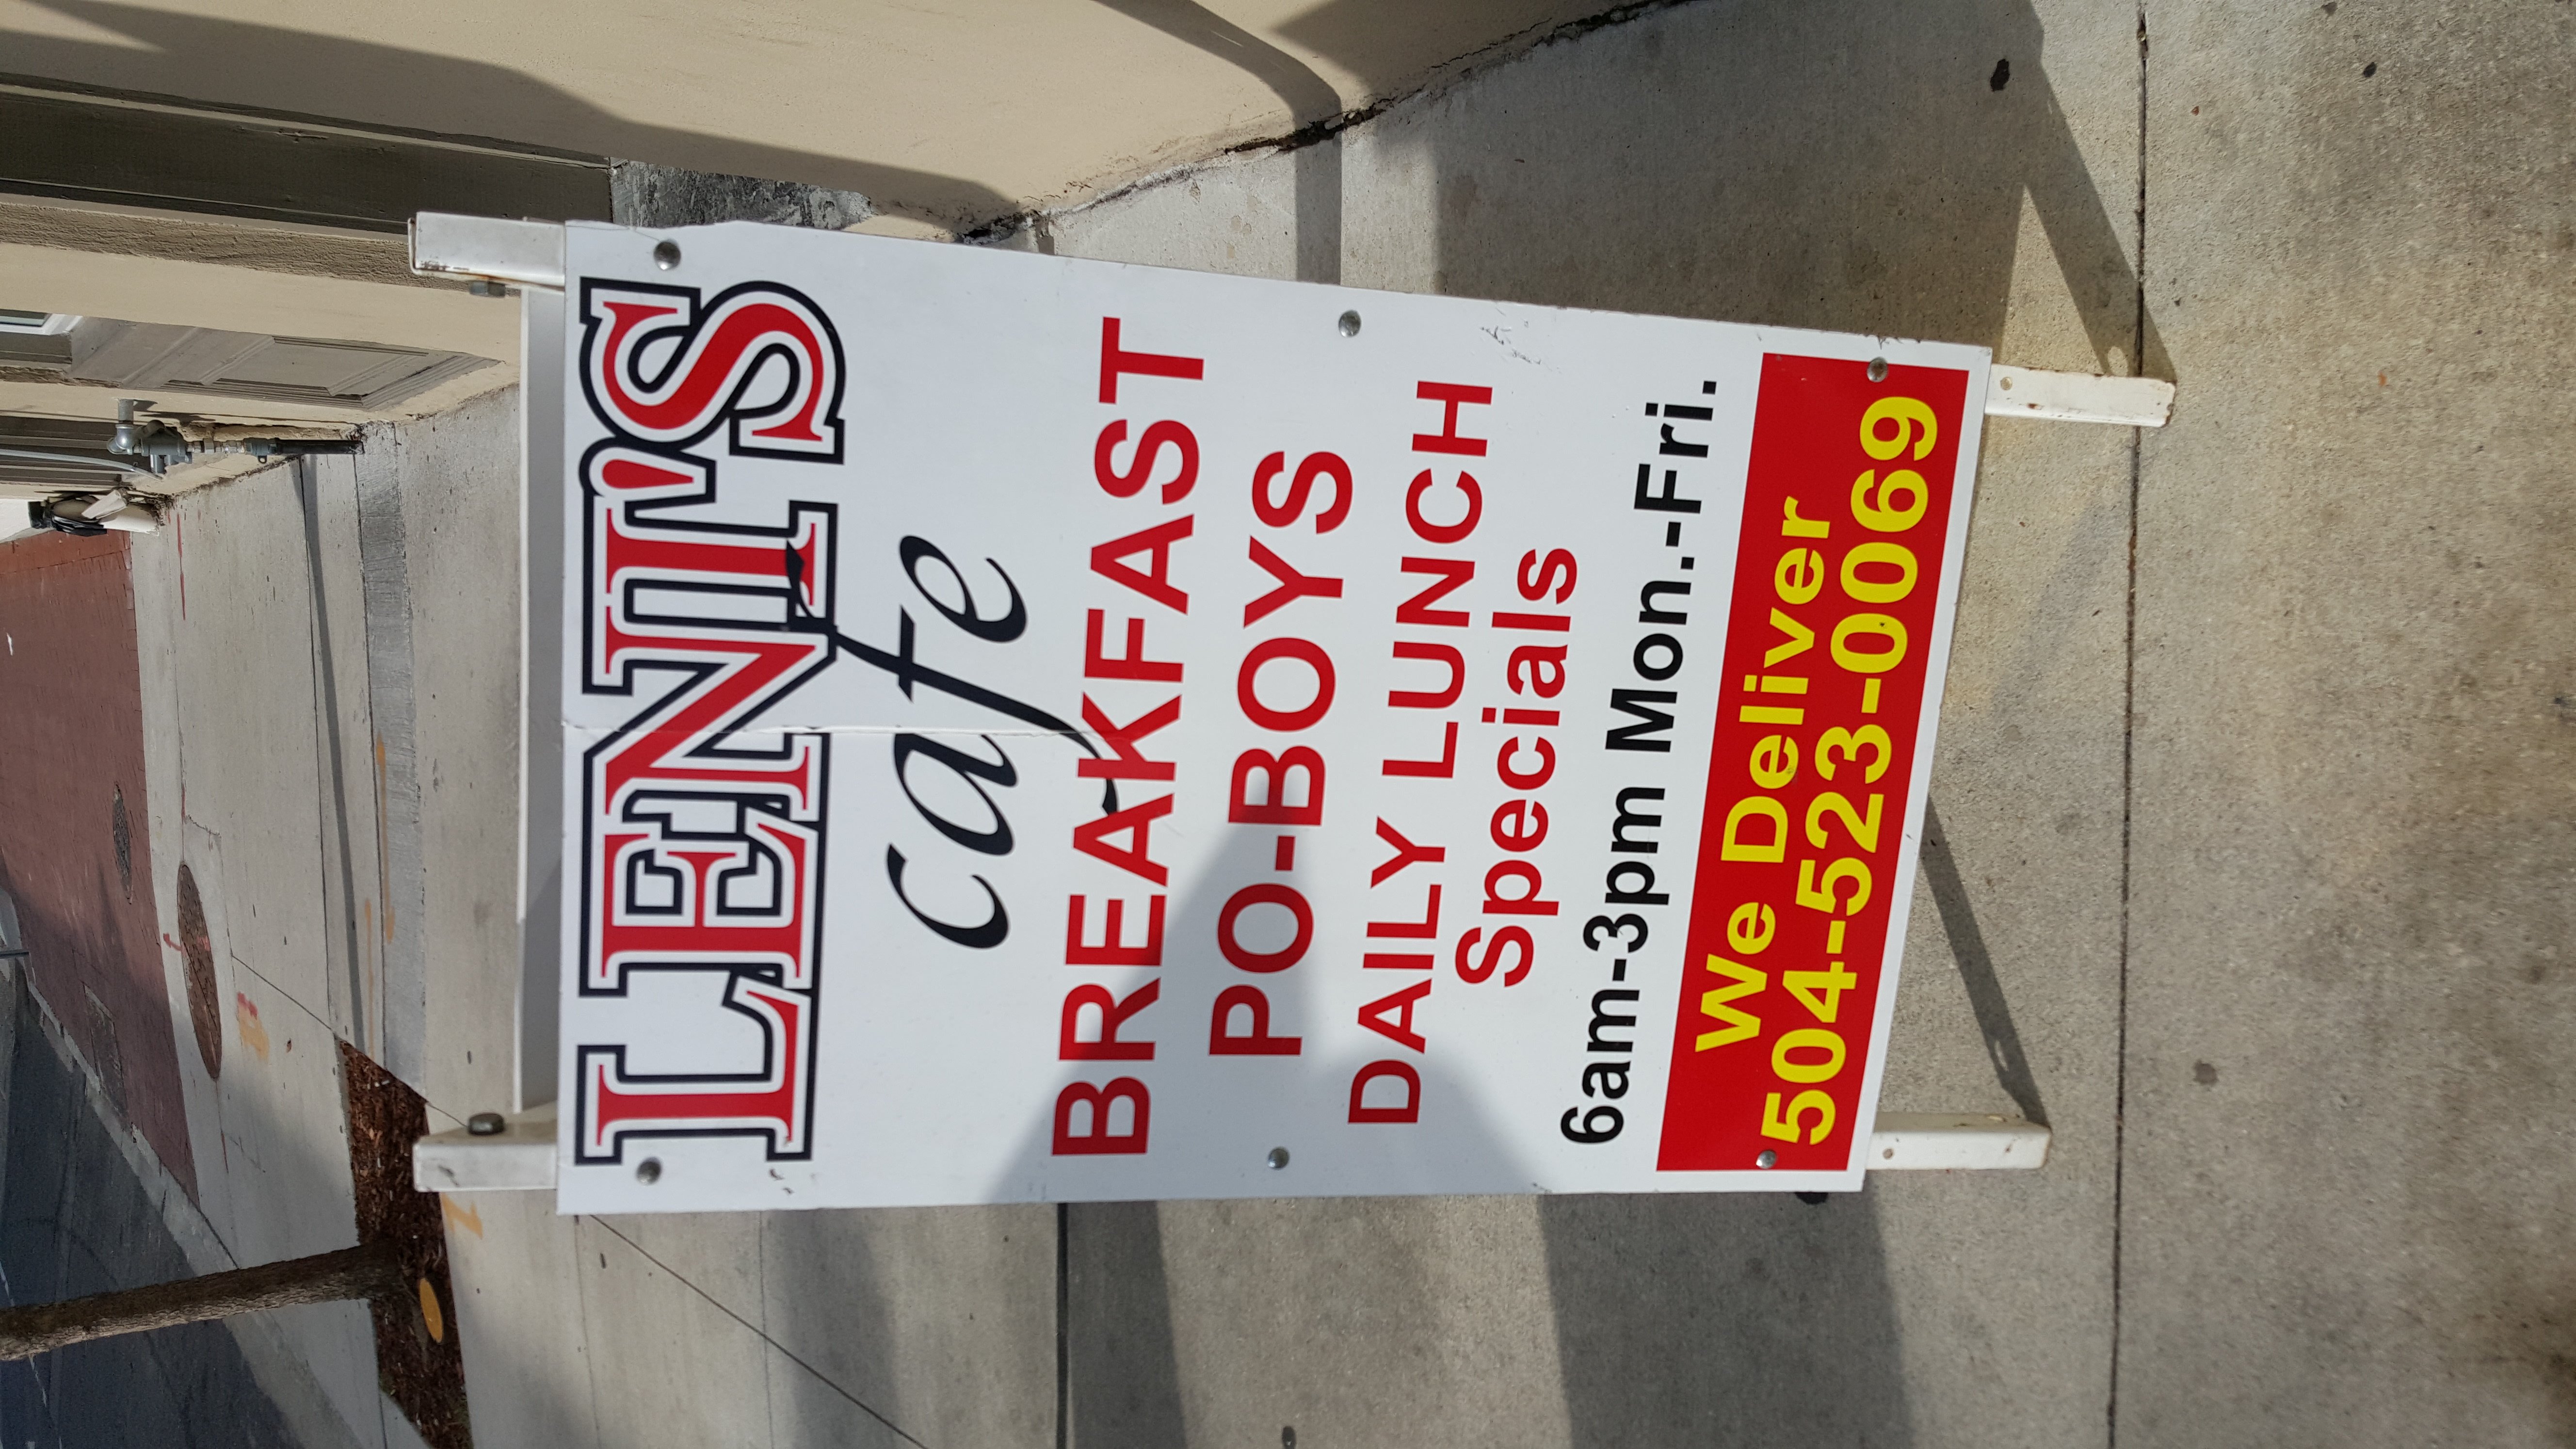 LENI'S
cafe
BREAKFAST
PO-BOYS
DAILY LUNCH
Specials
6am-3pm Mon.-Fri.
We Deliver
504-523-0069